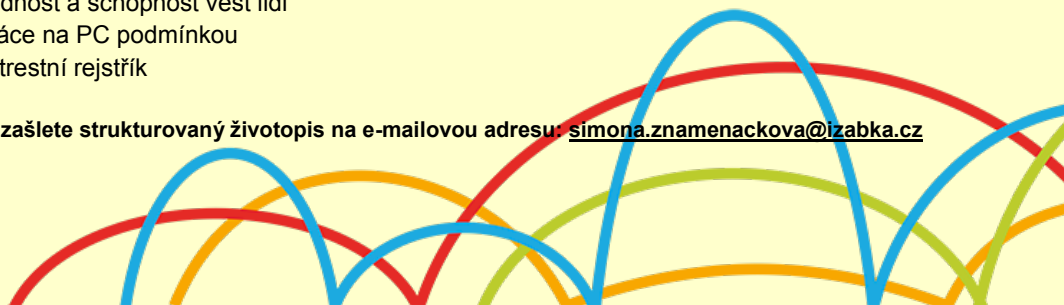 dnost a schopnost vést lidi
áce na PC podmínkou
trestní rejstřík
zašlete strukturovaný životopis na e-mailovou adresu: simona.znamenackova@izabka.cz